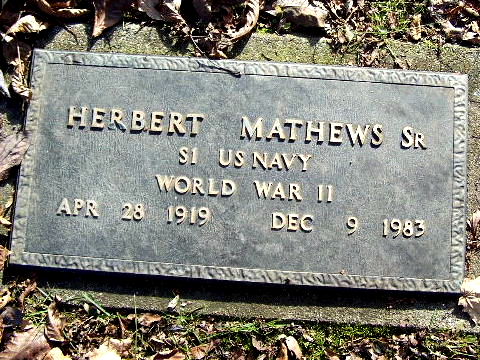 HERBERT MATHEWS SR
S1 US NAVY
WORLD WAR II
APR 28 1919 DEC 9 1983